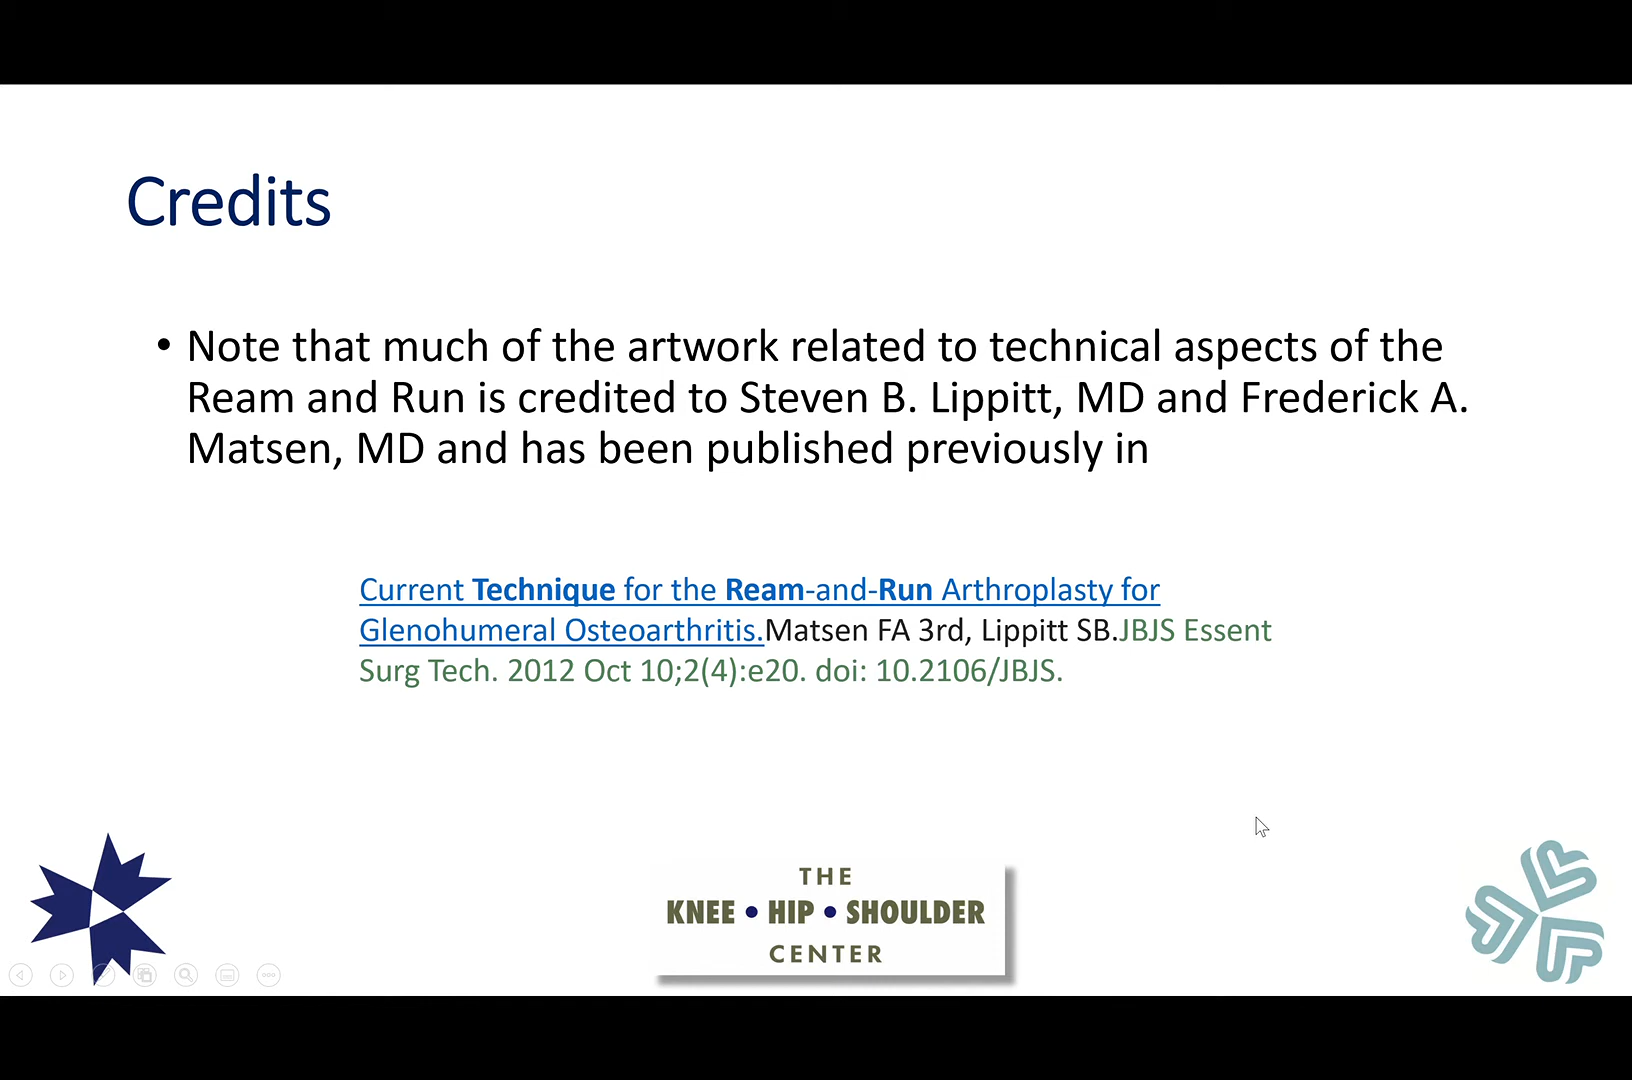 Credits
• Note that much of the artwork related to technical aspects of the
Ream and Run is credited to Steven B. Lippitt, MD and Frederick A.
Matsen, MD and has been published previously in
Current Technique for the Ream-and-Run Arthroplasty for
Glenohumeral Osteoarthritis.Matsen FA 3rd, Lippitt SB.JBJS Essent
Surg Tech. 2012 Oct 10;2(4):e20. doi: 10.2106/JBJS.
THE
KNEE • HIP • SHOULDER
CENTER